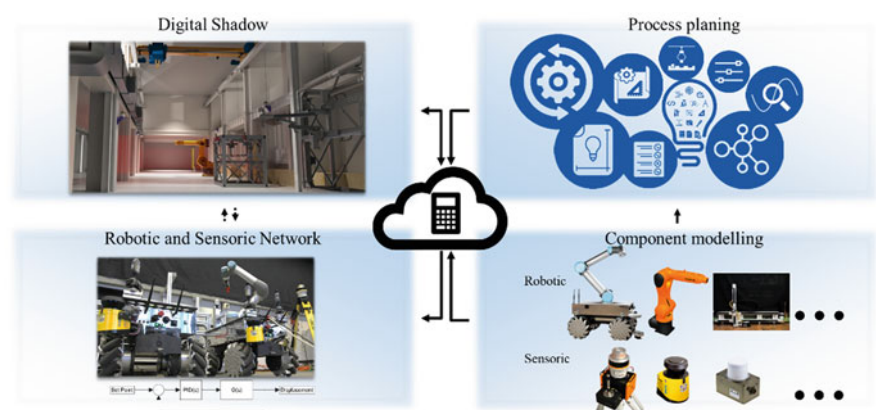 Digital Shadow
Process planing
Robotic and Sensoric Network
Component modelling
Robotic
Sensoric
Set Point
PID(s)
G(s)
Displacement